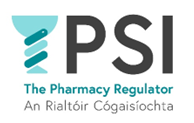 PSI
The Pharmacy Regulator
An Rialtóir Cógaisíochta